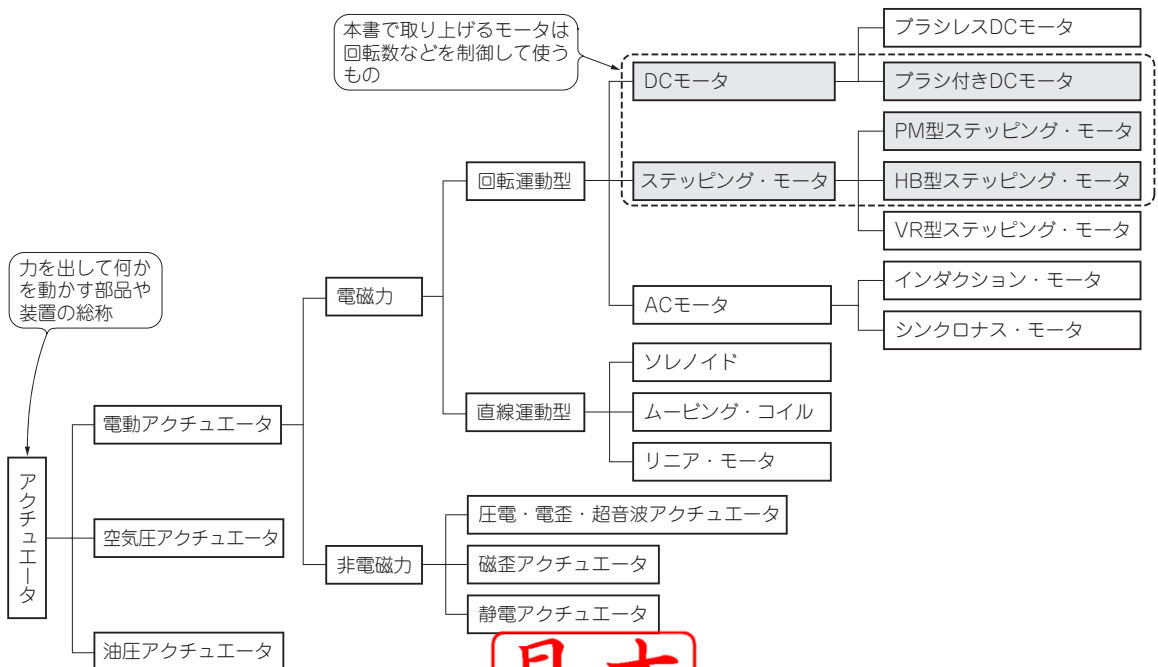 本書で取り上げるモータは
回転数などを制御して使う
もの
ブラシレスDCモータ
DCモータ
ブラシ付きDCモータ
PM型ステッピング・モータ
回転運動型
ステッピング・モータ
HB型ステッピング・モータ
VR型ステッピング・モータ
力を出して何か
を動かす部品や
装置の総称
電磁力
ACモータ
インダクション・モータ
シンクロナス・モータ
ソレノイド
電動アクチュエータ
直線運動型
ムービング・コイル
リニア・モータ
アクチュエータ
圧電・電歪・超音波アクチュエータ
空気圧アクチュエータ
非電磁力
磁歪アクチュエータ
静電アクチュエータ
油圧アクチュエータ